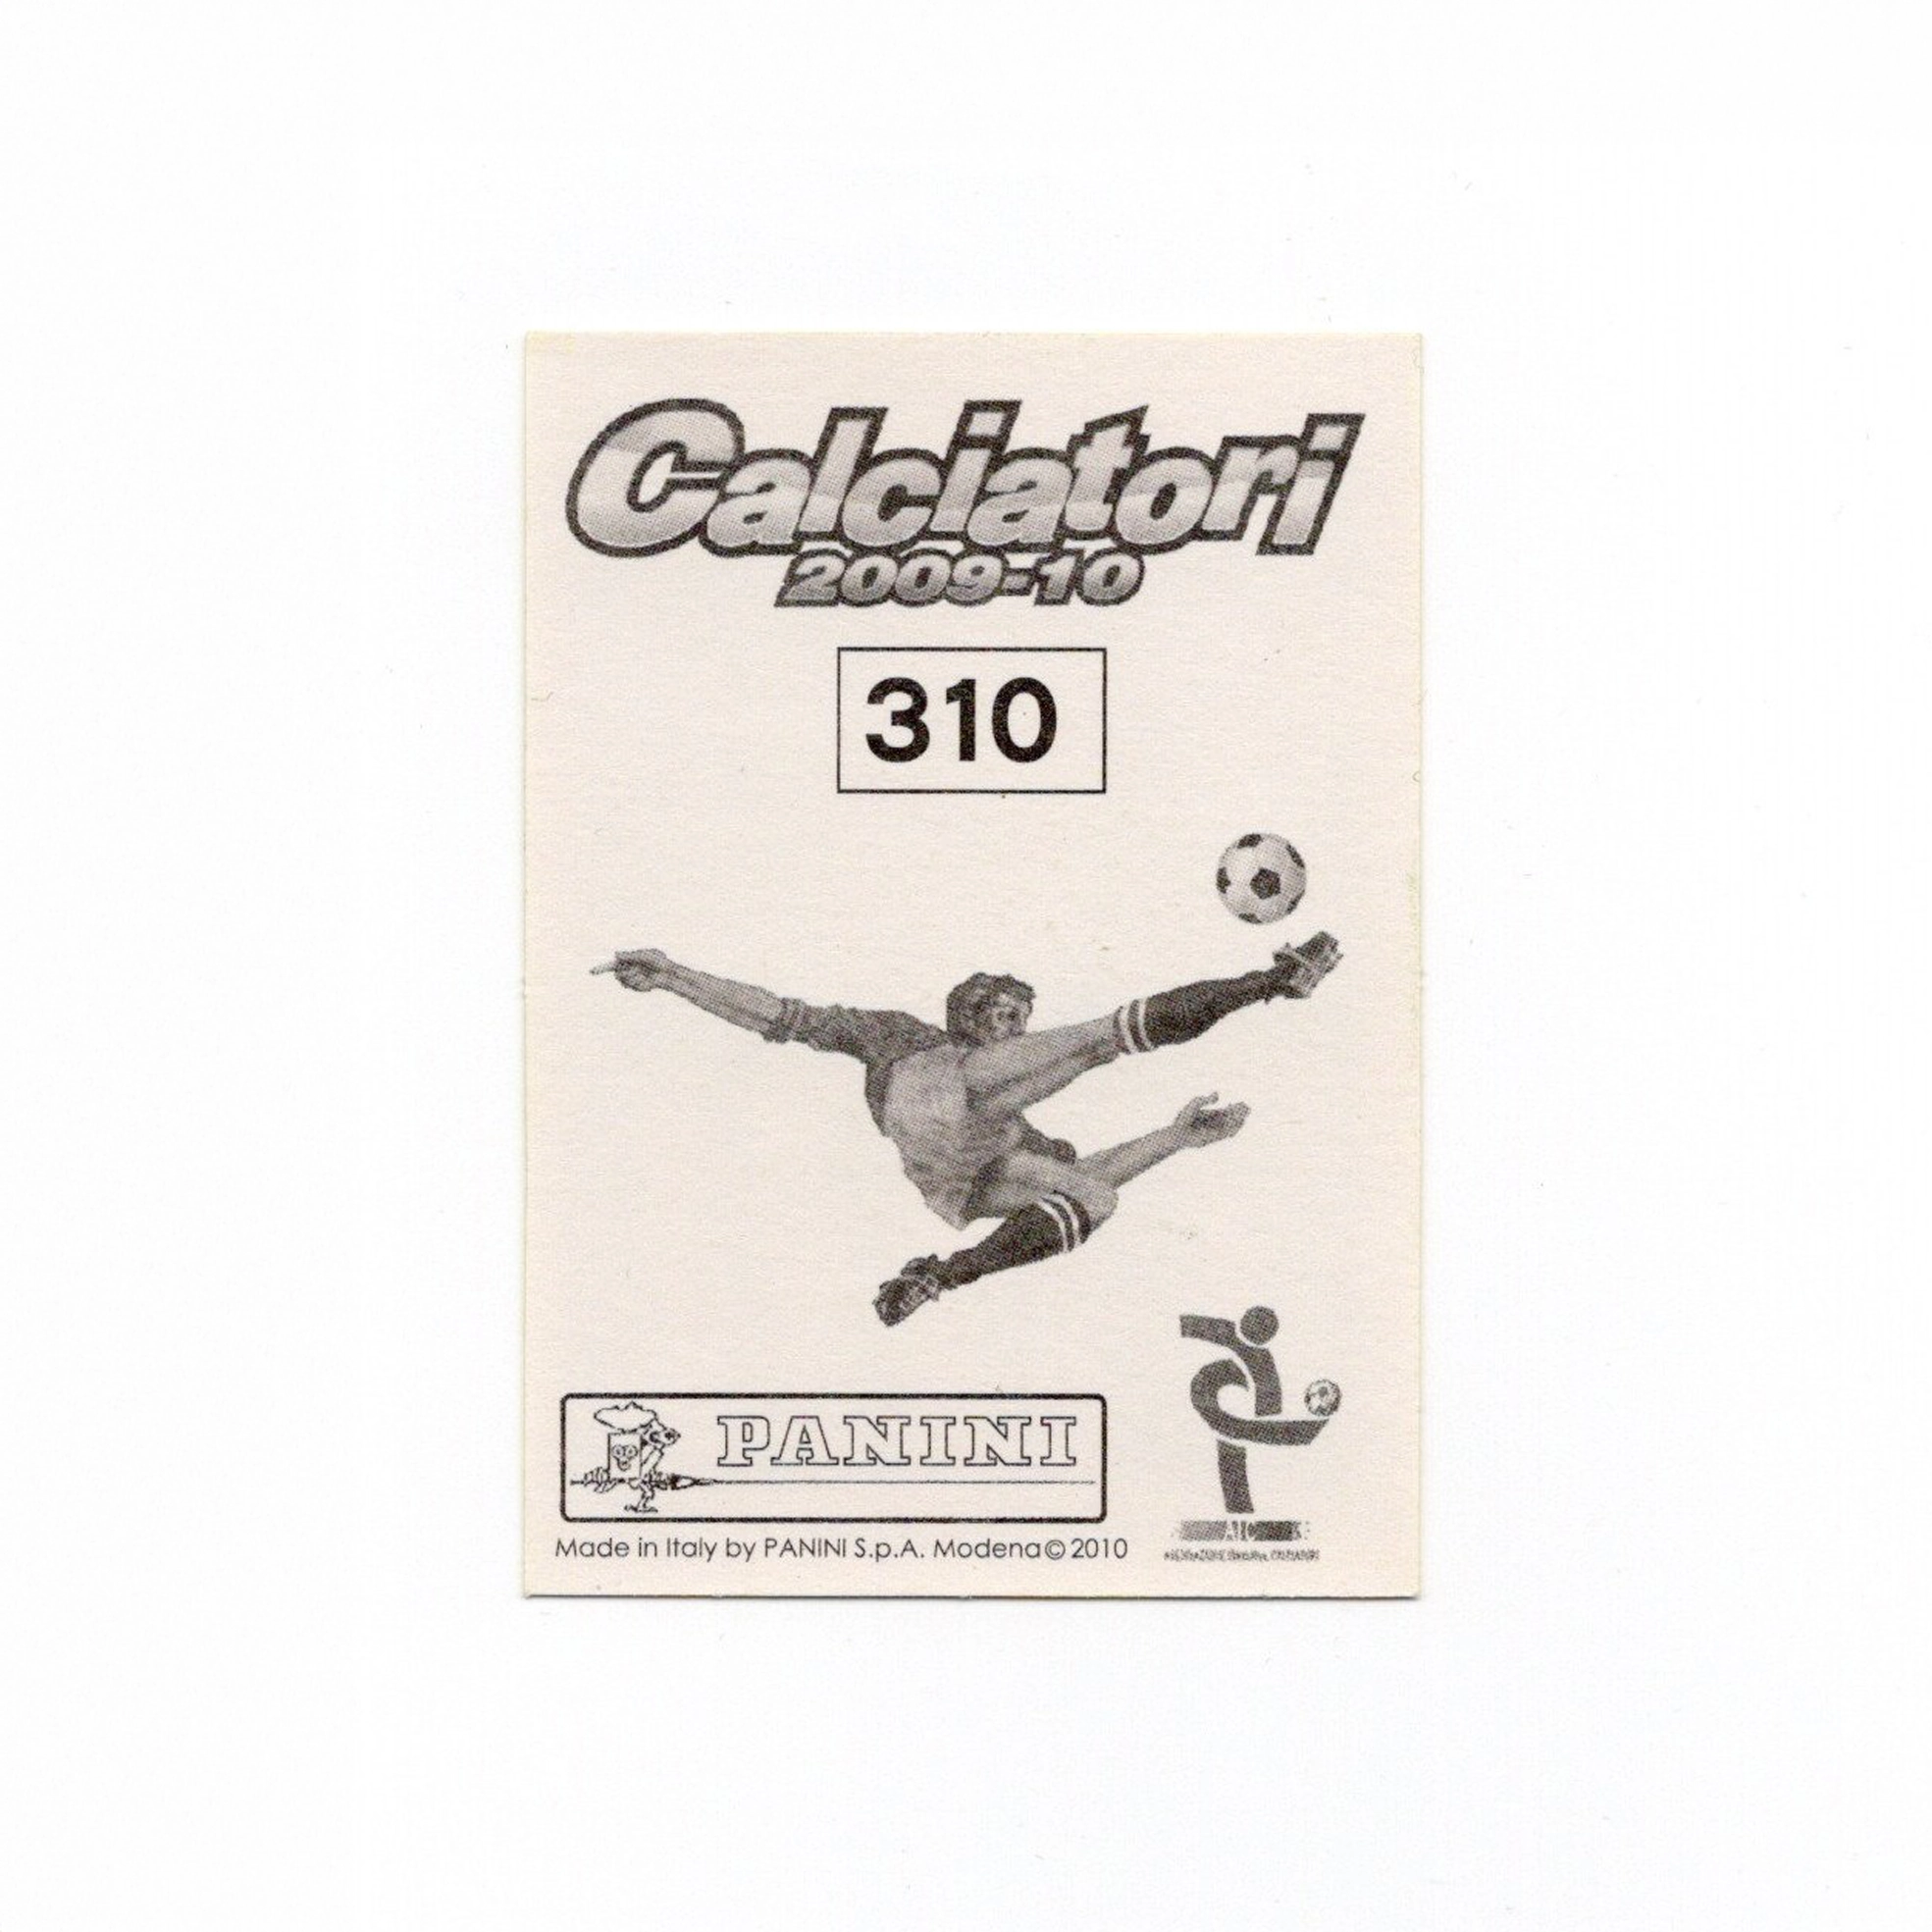 Calciatori
2009-10
310
PANINI
Made in Italy by PANINI S.p.A. Modena © 2010
AIC